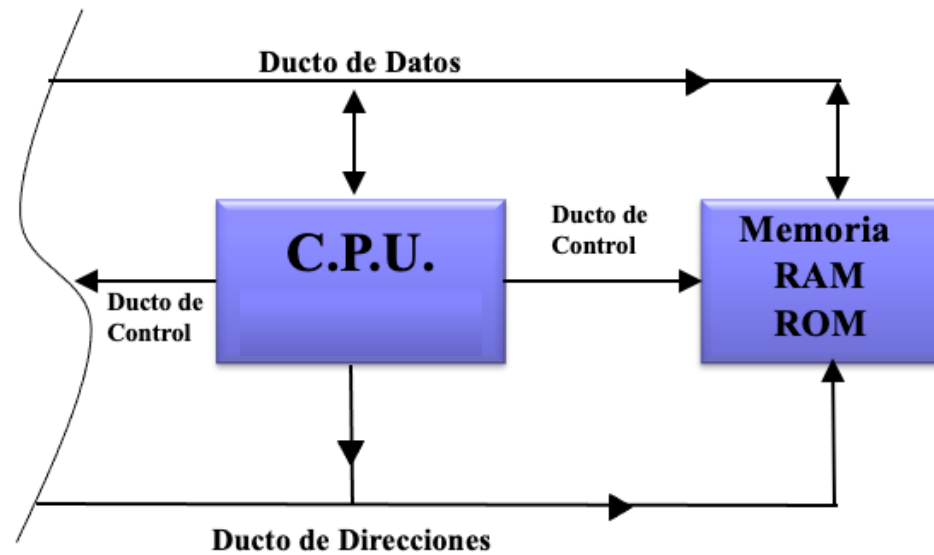 Ducto de Datos
C.P.U.
Ducto de
Control
Memoria
RAM
ROM
Ducto de
Control
Ducto de Direcciones